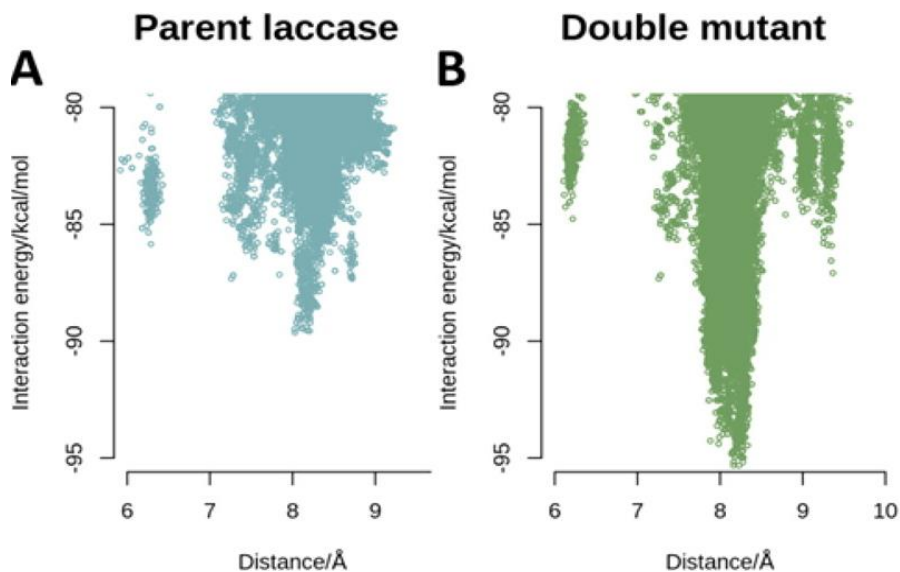 Parent laccase
Double mutant
A
B
Interaction energy/kcal/mol
-80
-85
-90
-95
6 7 8 9
Distance/Å
Interaction energy/kcal/mol
-80
-85
-90
-95
6 7 8 9 10
Distance/Å